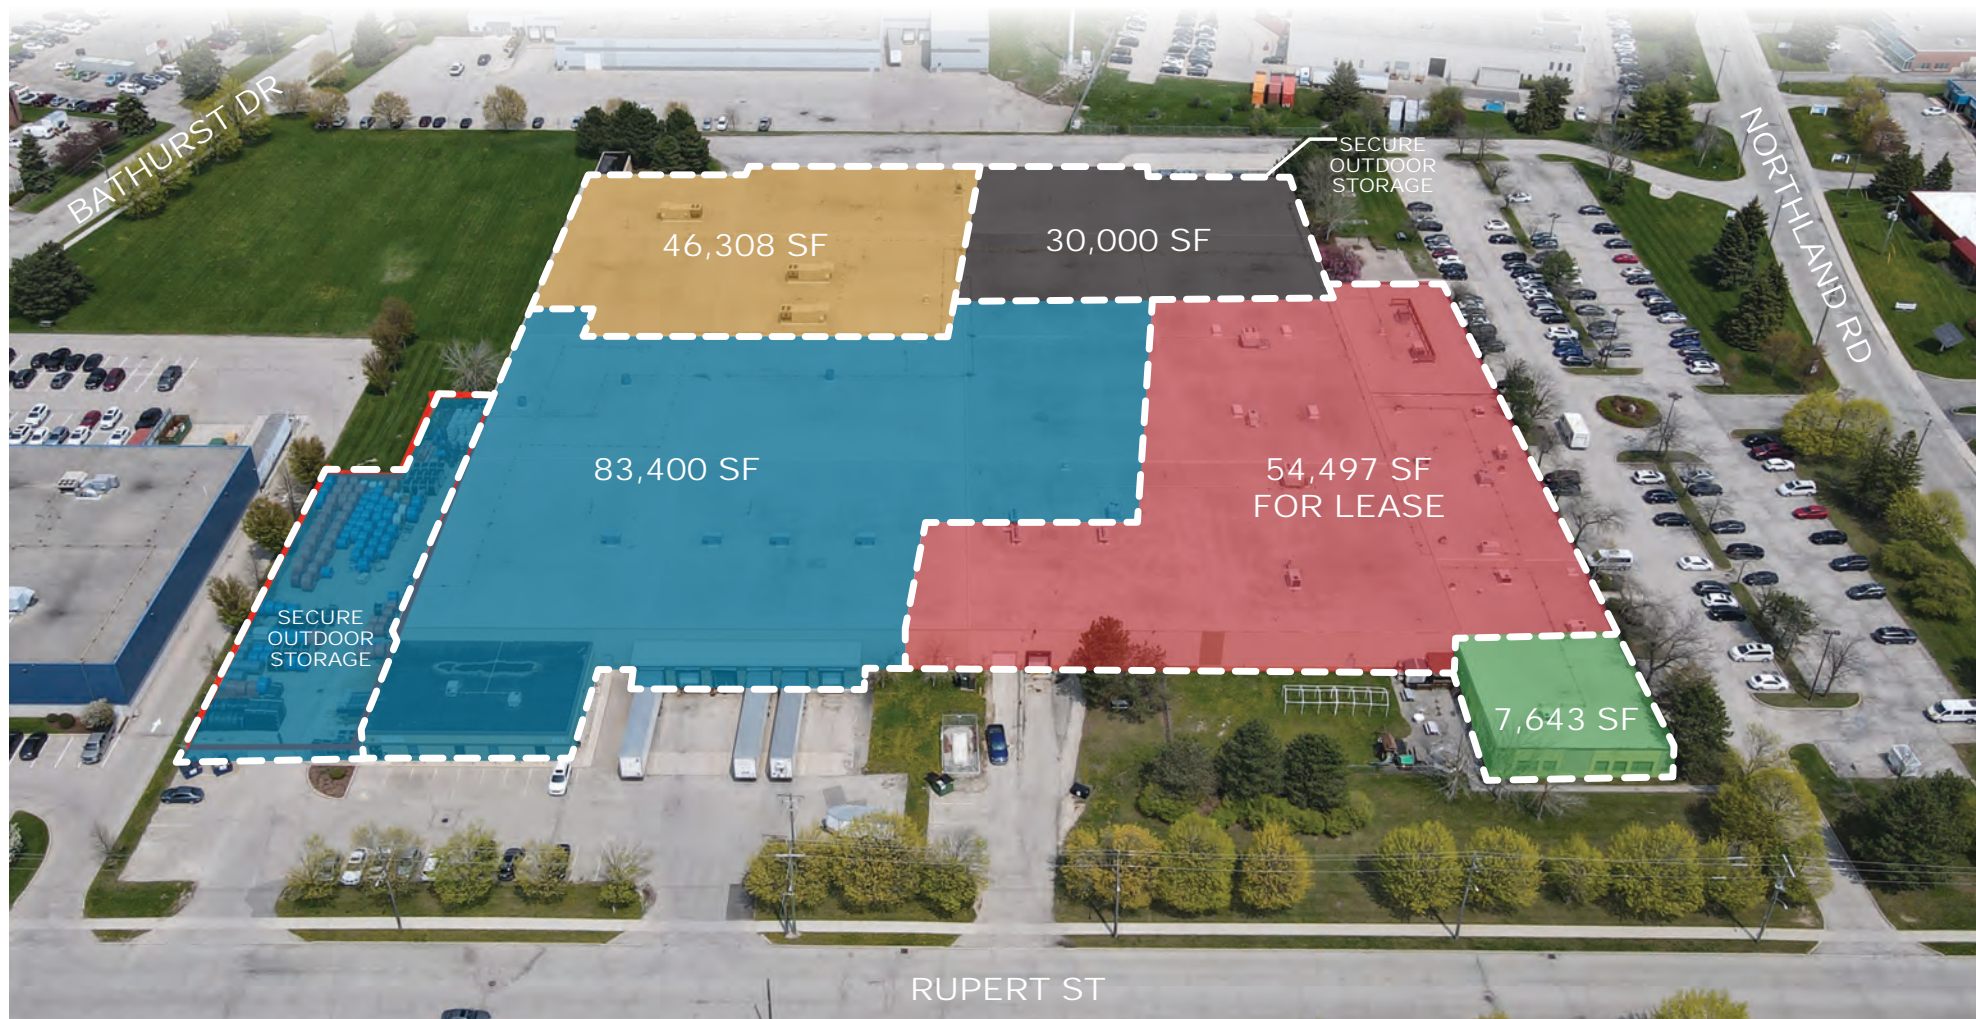 BATHURST DR
NORTHLAND RD
SECURE
OUTDOOR
STORAGE
46,308 SF
30,000 SF
83,400 SF
54,497 SF
FOR LEASE
SECURE
OUTDOOR
STORAGE
7,643 SF
RUPERT ST